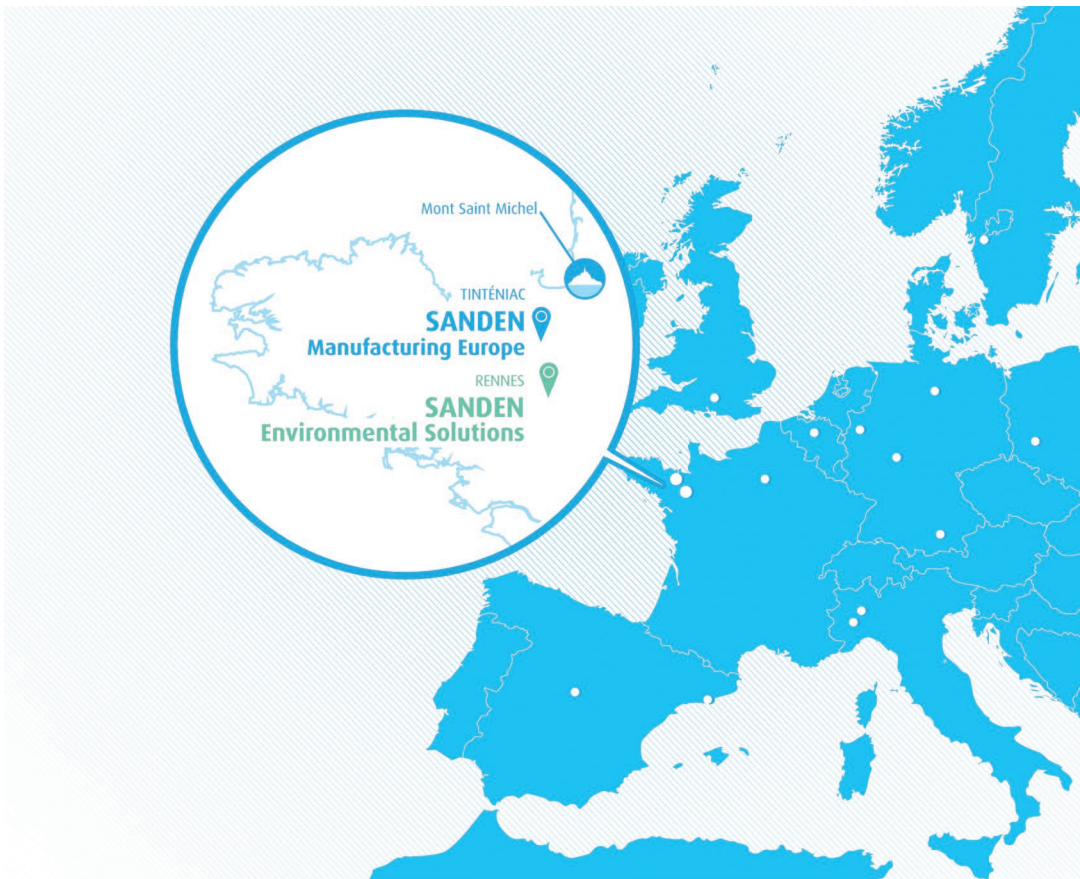 Mont Saint Michel
TINTÉNIAC
SANDEN
Manufacturing Europe
RENNES
SANDEN
Environmental Solutions